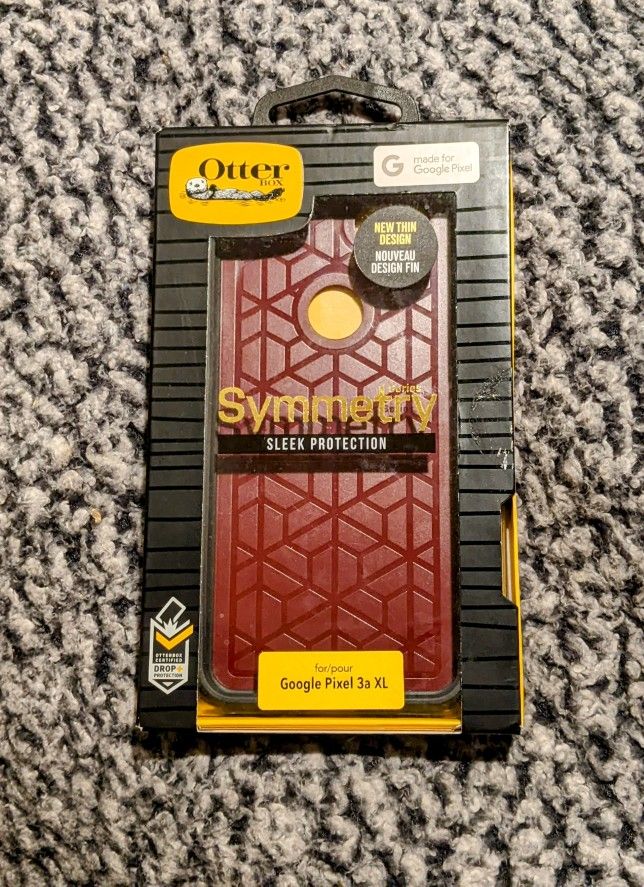 Otter
BOX
G made for
Google Pixel
NEW THIN
DESIGN
NOUVEAU
DESIGN FIN
series
Symmetry
SLEEK PROTECTION
OTTERBOX
CERTIFIED
DROP+
PROTECTION
for/pour
Google Pixel 3a XL